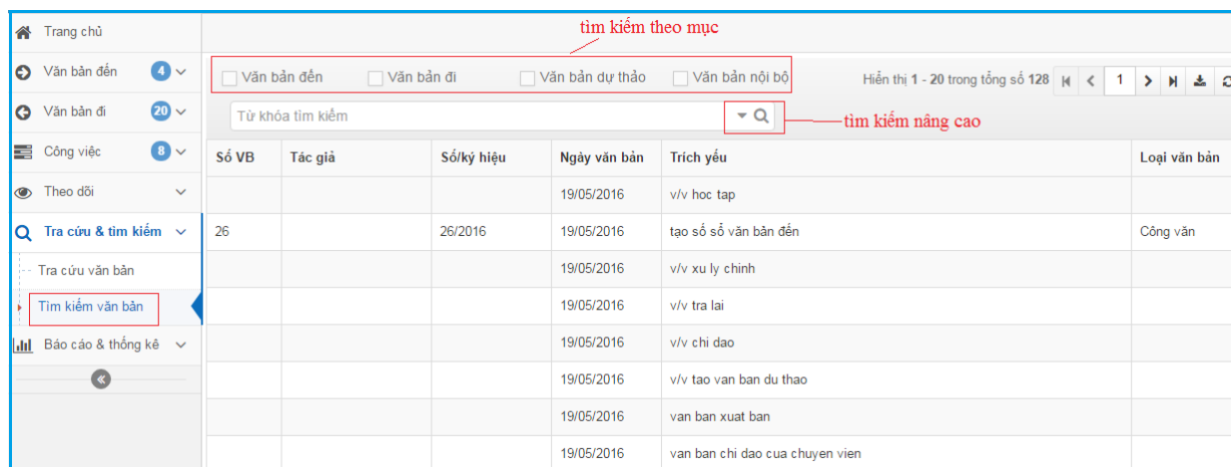 tìm kiếm theo mục
Trang chủ
Văn bản đến 4
Văn bản đi 20
Công việc 8
Theo dõi
Tra cứu & tìm kiếm
Tra cứu văn bản
Tìm kiếm văn bản
Báo cáo & thống kê
Văn bản đến Văn bản đi Văn bản dự thảo Văn bản nội bộ Hiển thị 1 - 20 trong tổng số 128 1
Từ khóa tìm kiếm
tìm kiếm nâng cao
Số VB Tác giả Số/ký hiệu Ngày văn bản Trích yếu Loại văn bản
19/05/2016 v/v hoc tap
26 26/2016 19/05/2016 tạo số sổ văn bản đến Công văn
19/05/2016 v/v xu ly chinh
19/05/2016 v/v tra lai
19/05/2016 v/v chi dao
19/05/2016 v/v tao van ban du thao
19/05/2016 van ban xuat ban
19/05/2016 van ban chi dao cua chuyen vien